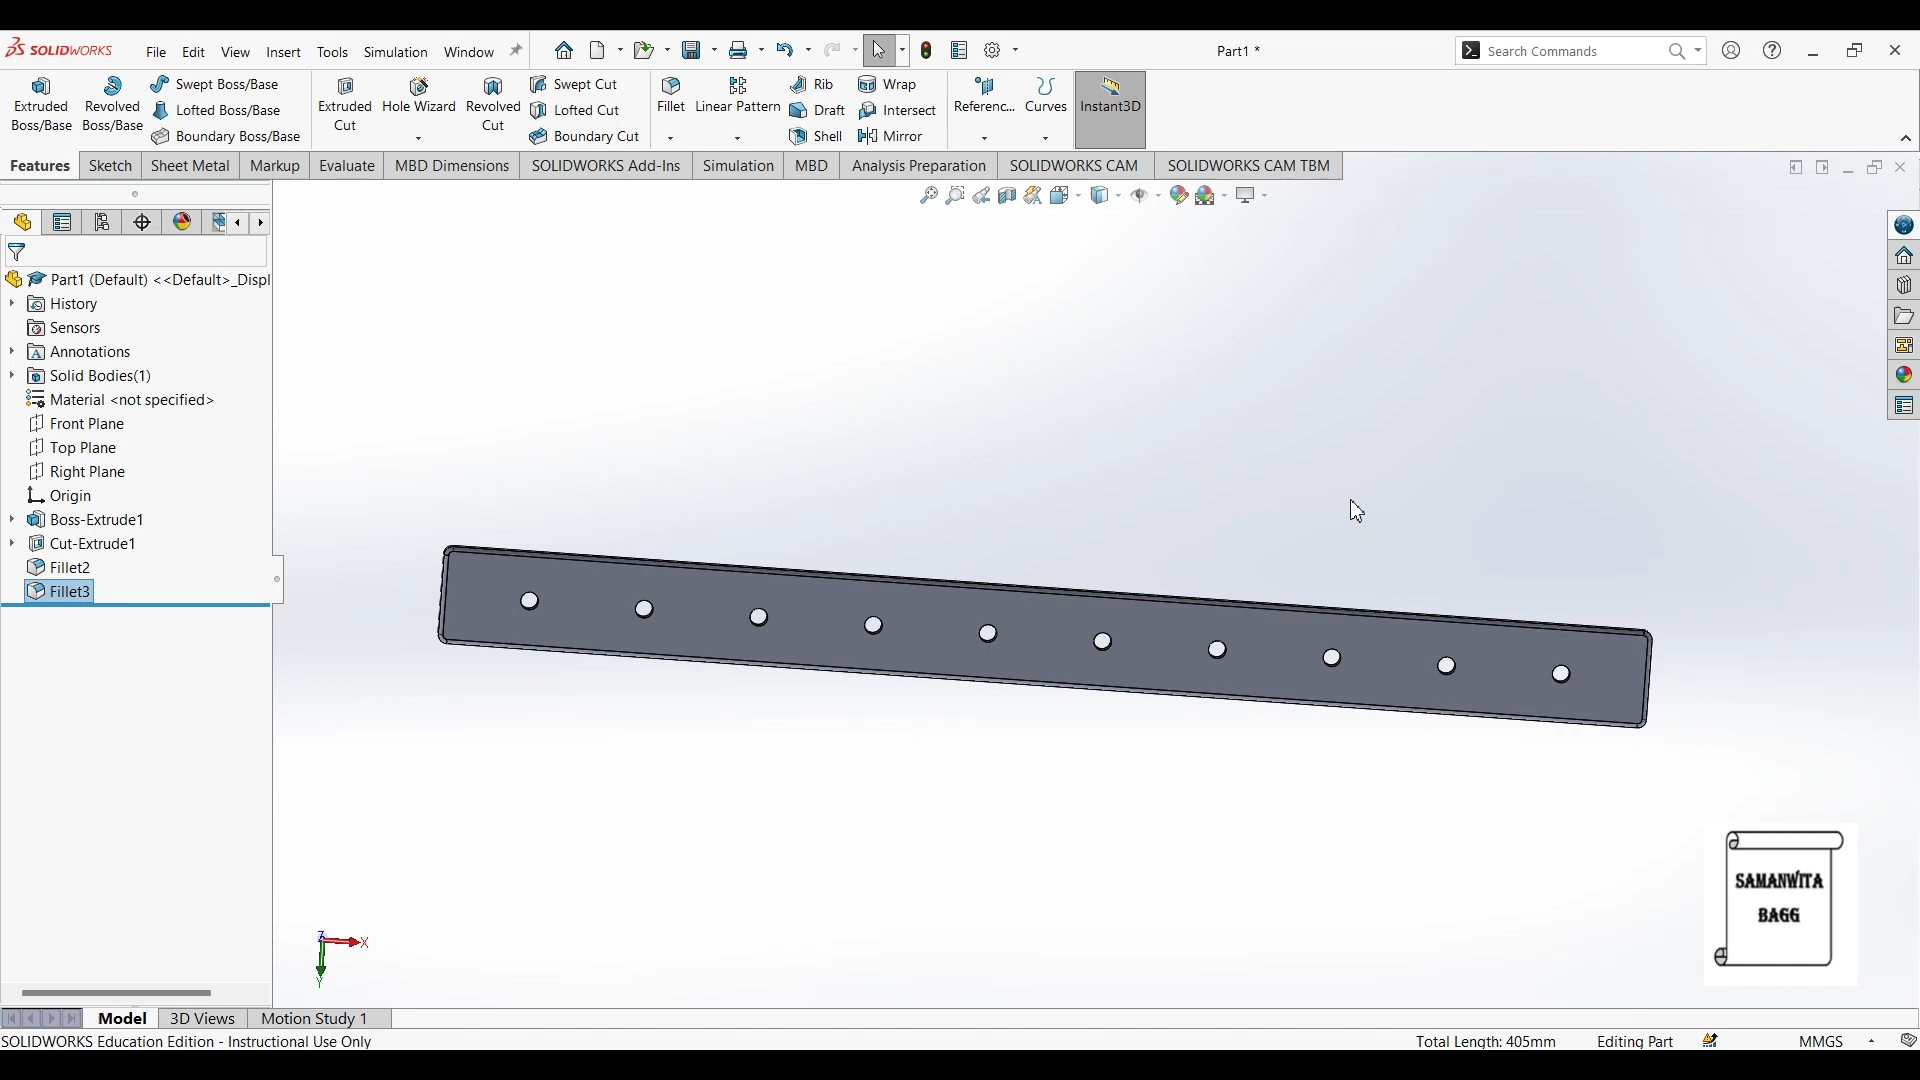 SOLIDWORKS File Edit View Insert Tools Simulation Window Part1 * Search Commands
Extruded Boss/Base
Revolved Boss/Base
Swept Boss/Base
Lofted Boss/Base
Boundary Boss/Base
Extruded Cut
Hole Wizard
Revolved Cut
Swept Cut
Lofted Cut
Boundary Cut
Fillet
Linear Pattern
Rib
Draft
Shell
Wrap
Intersect
Mirror
Referenc...
Curves
Instant3D
Features Sketch Sheet Metal Markup Evaluate MBD Dimensions SOLIDWORKS Add-Ins Simulation MBD Analysis Preparation SOLIDWORKS CAM SOLIDWORKS CAM TBM
Part1 (Default) <<Default>_Displ
History
Sensors
Annotations
Solid Bodies(1)
Material <not specified>
Front Plane
Top Plane
Right Plane
Origin
Boss-Extrude1
Cut-Extrude1
Fillet2
Fillet3
SAMANWITA
BAGG
Z
X
Y
Model 3D Views Motion Study 1
SOLIDWORKS Education Edition - Instructional Use Only Total Length: 405mm Editing Part MMGS